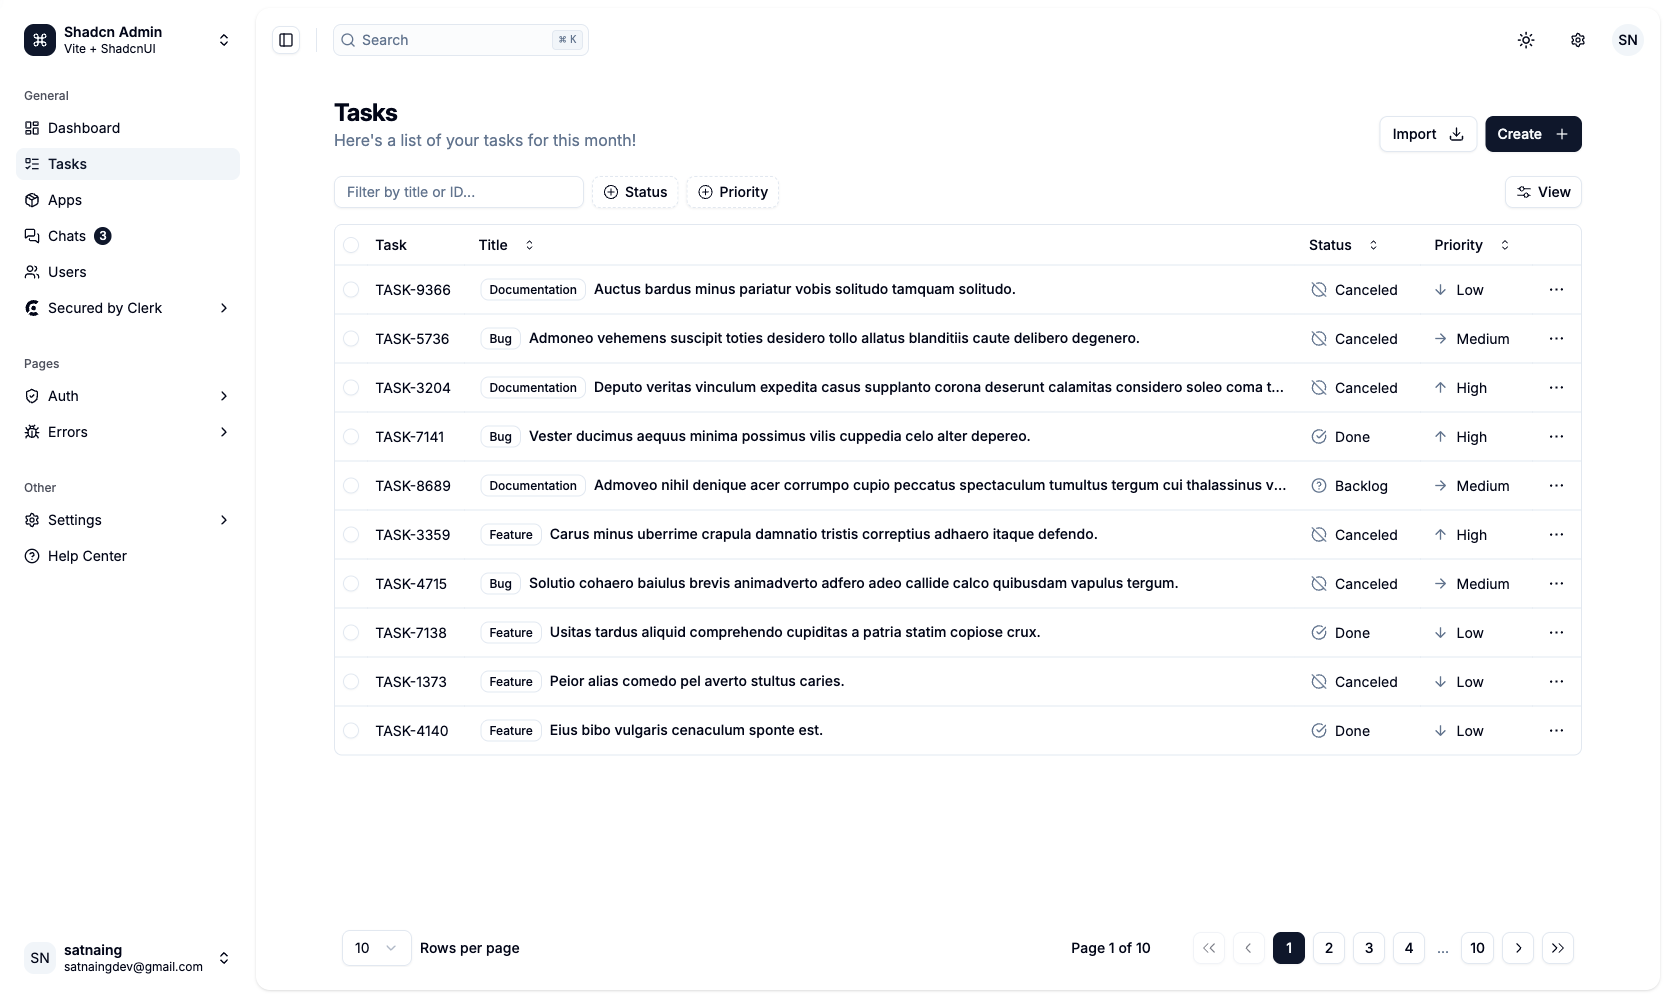 Shadcn Admin
Vite + ShadcnUI
General
Dashboard
Tasks
Apps
Chats 3
Users
Secured by Clerk
Pages
Auth
Errors
Other
Settings
Help Center
SN
satnaing
satnaingdev@gmail.com
Search ⌘ K
SN
Tasks
Here's a list of your tasks for this month!
Import
Create
Filter by title or ID...
Status
Priority
View
Task Title Status Priority
TASK-9366 Documentation Auctus bardus minus pariatur vobis solitudo tamquam solitudo. Canceled Low
TASK-5736 Bug Admoneo vehemens suscipit toties desidero tollo allatus blanditiis caute delibero degenero. Canceled Medium
TASK-3204 Documentation Deputo veritas vinculum expedita casus supplanto corona deserunt calamitas considero soleo coma t... Canceled High
TASK-7141 Bug Vester ducimus aequus minima possimus vilis cuppedia celo alter depereo. Done High
TASK-8689 Documentation Admoveo nihil denique acer corrumpo cupio peccatus spectaculum tumultus tergum cui thalassinus v... Backlog Medium
TASK-3359 Feature Carus minus uberrime crapula damnatio tristis correptius adhaero itaque defendo. Canceled High
TASK-4715 Bug Solutio cohaero baiulus brevis animadverto adfero adeo callide calco quibusdam vapulus tergum. Canceled Medium
TASK-7138 Feature Usitas tardus aliquid comprehendo cupiditas a patria statim copiose crux. Done Low
TASK-1373 Feature Peior alias comedo pel averto stultus caries. Canceled Low
TASK-4140 Feature Eius bibo vulgaris cenaculum sponte est. Done Low
10 Rows per page
Page 1 of 10
1 2 3 4 ... 10